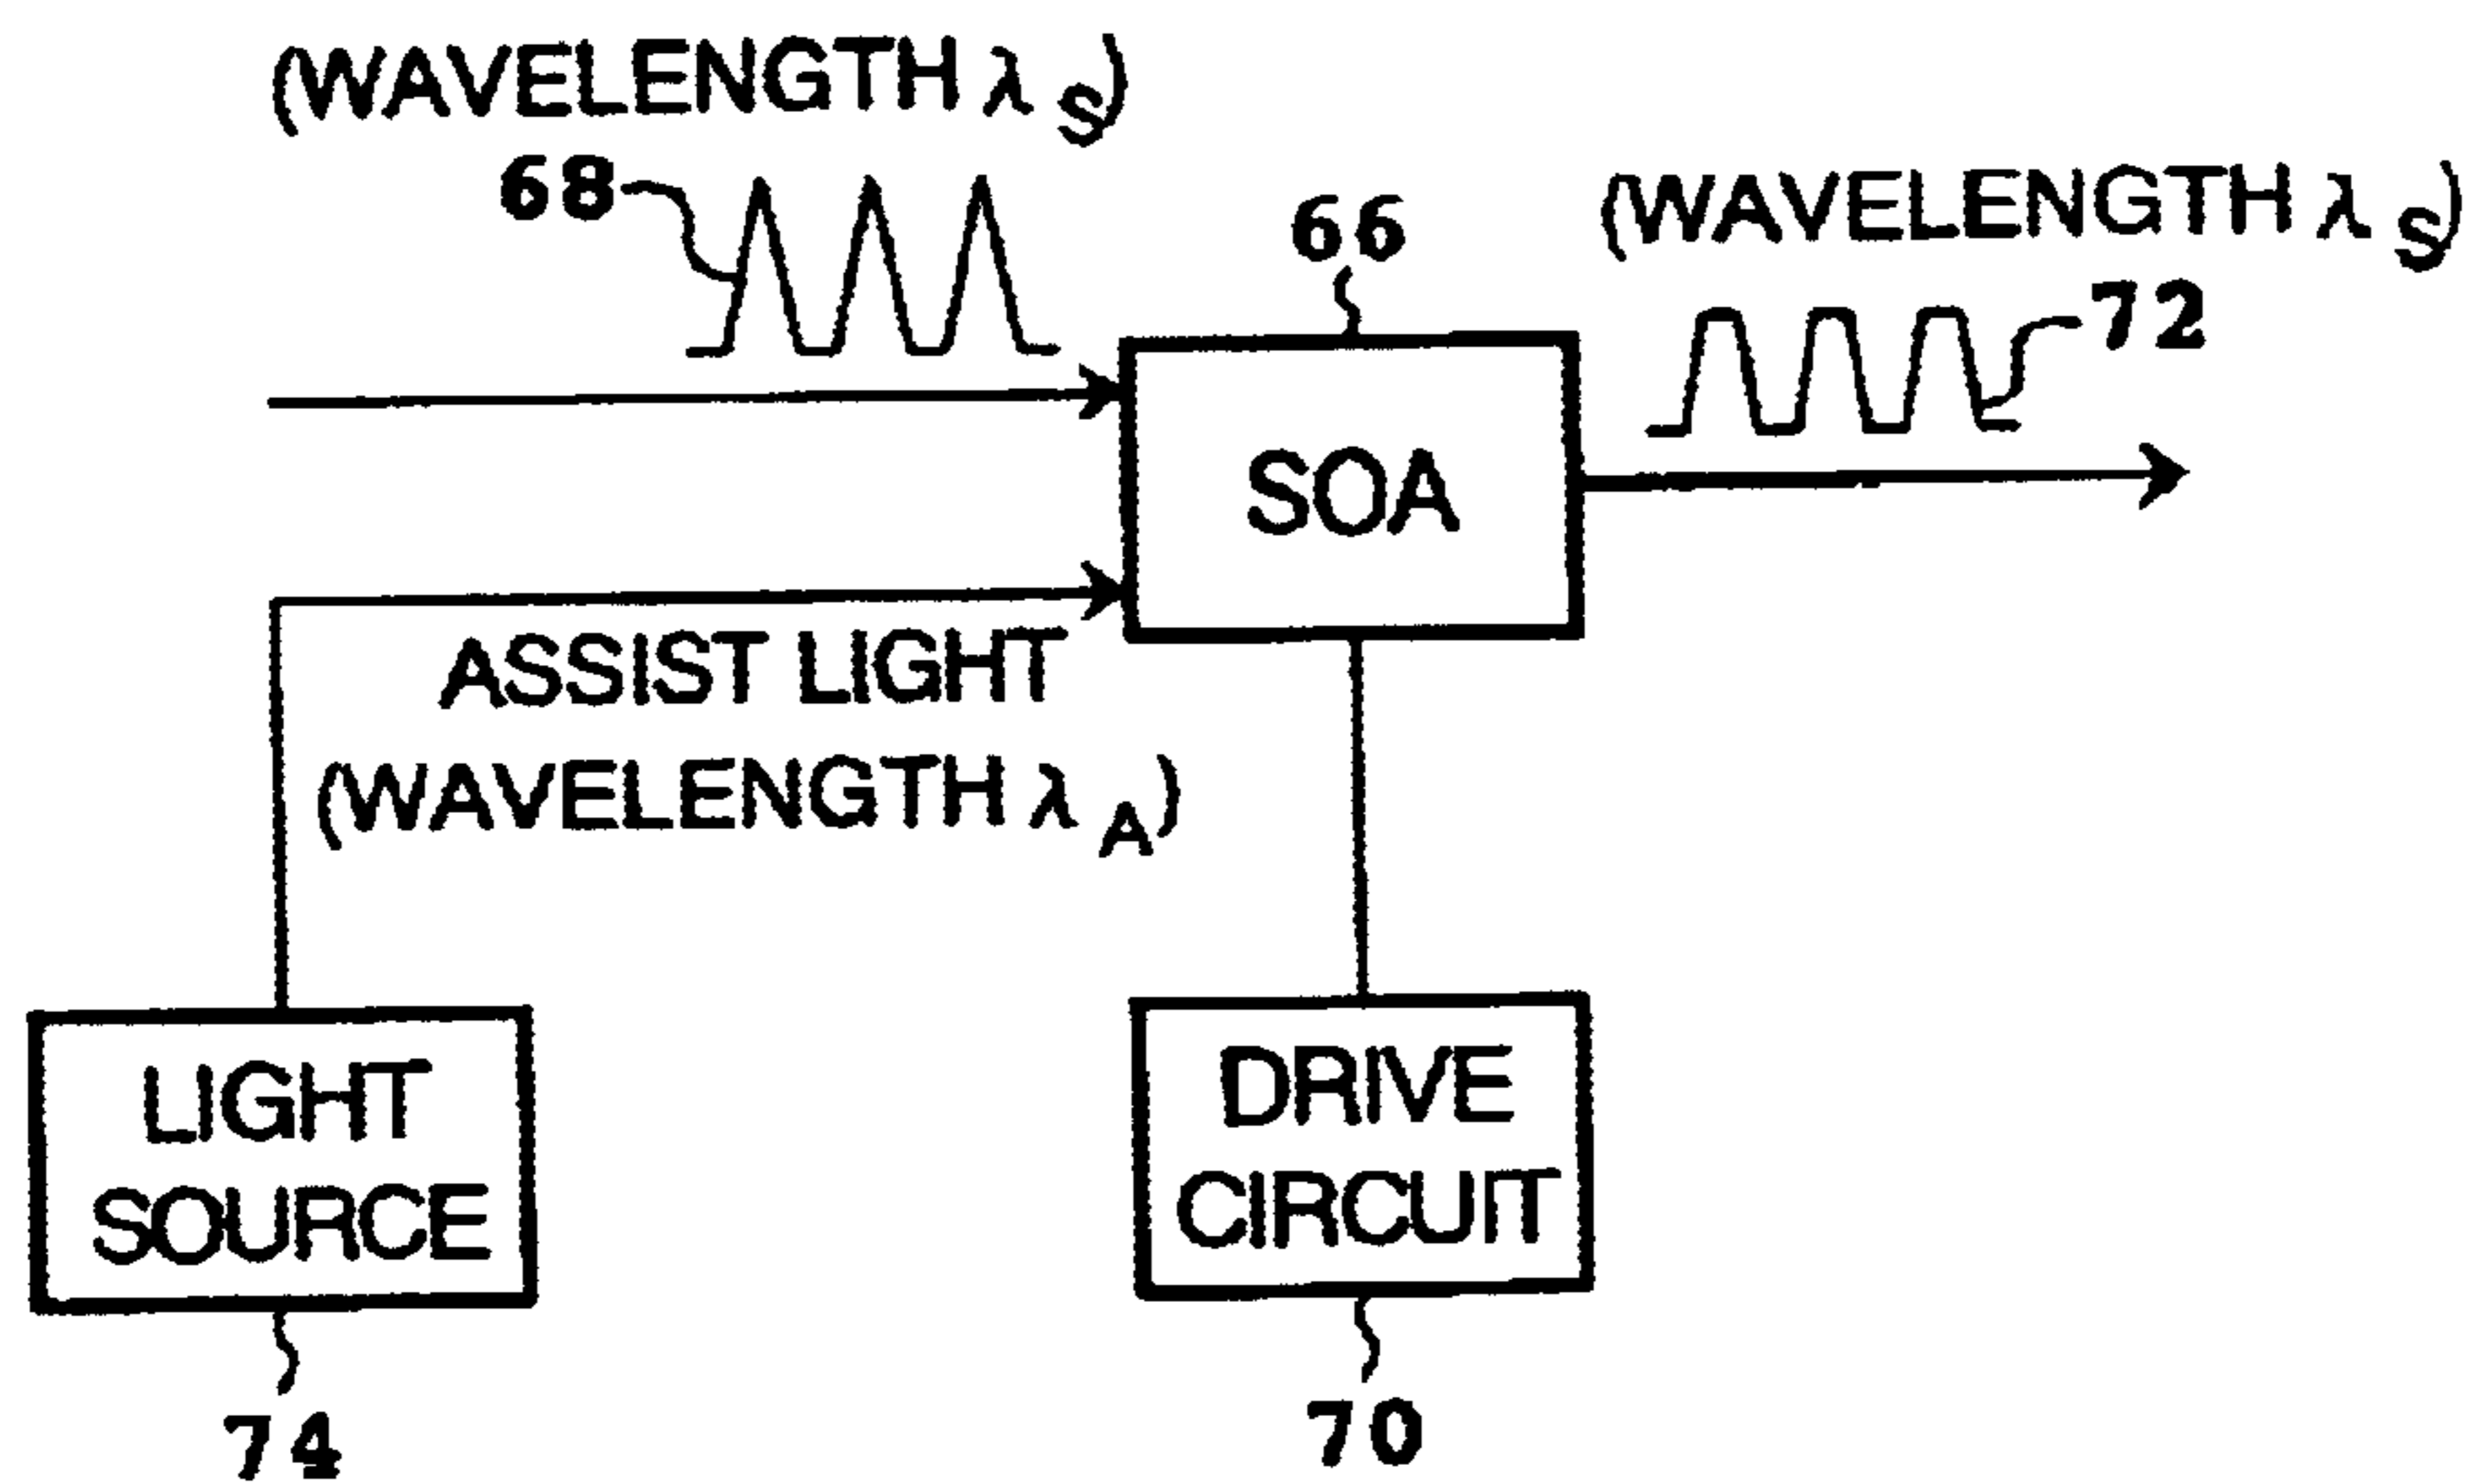 (WAVELENGTH λS)
68
66
(WAVELENGTH λS)
72
SOA
ASSIST LIGHT
(WAVELENGTH λA)
LIGHT
SOURCE
DRIVE
CIRCUIT
74
70